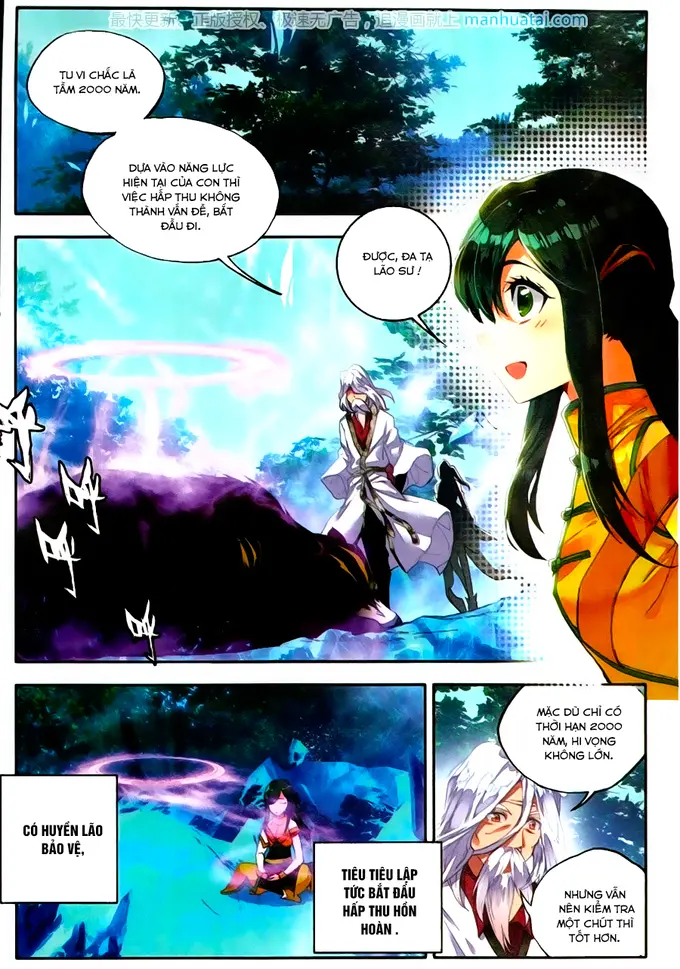 最快更新、正版授权、极速无广告，追漫画就上 manhuatai.com
TU VI CHẮC LÀ
TẦM 2000 NĂM.
DỰA VÀO NĂNG LỰC
HIỆN TẠI CỦA CON THÌ
VIỆC HẤP THU KHÔNG
THÀNH VẤN ĐỀ, BẮT
ĐẦU ĐI.
ĐƯỢC, ĐA TẠ
LÃO SƯ !
呼
呼
呼
呼
MẶC DÙ CHỈ CÓ
THỜI HẠN 2000
NĂM, HI VỌNG
KHÔNG LỚN.
CÓ HUYỀN LÃO
BẢO VỆ,
TIÊU TIÊU LẬP
TỨC BẮT ĐẦU
HẤP THU HỒN
HOÀN .
NHƯNG VẪN
NÊN KIỂM TRA
MỘT CHÚT THÌ
TỐT HƠN.